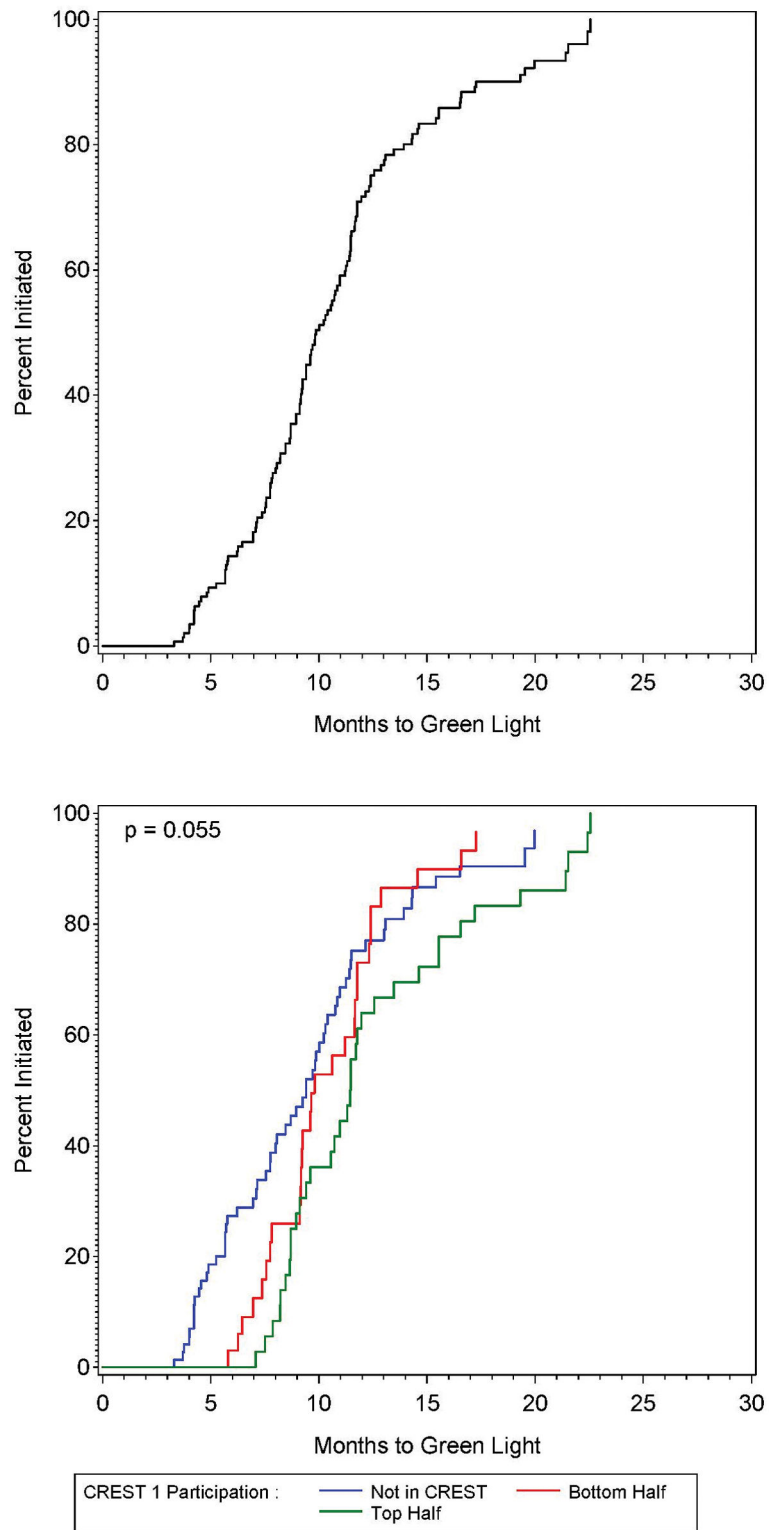 100
80
60
40
20
0
Percent Initiated
0 5 10 15 20 25 30
Months to Green Light
p = 0.055
100
80
60
40
20
0
Percent Initiated
0 5 10 15 20 25 30
Months to Green Light
CREST 1 Participation : Not in CREST Bottom Half
Top Half